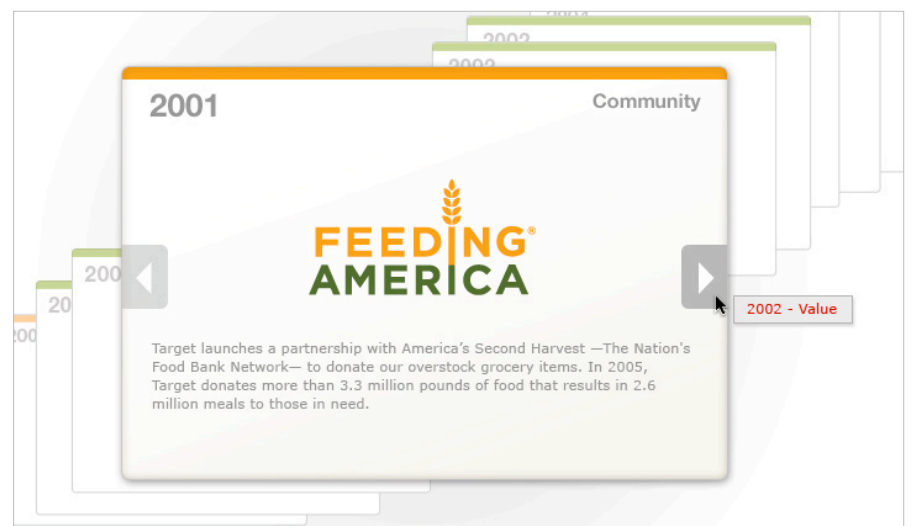 2002
2002
2001
Community
FEEDING®
AMERICA
200
20
Target launches a partnership with America’s Second Harvest —The Nation's
Food Bank Network— to donate our overstock grocery items. In 2005,
Target donates more than 3.3 million pounds of food that results in 2.6
million meals to those in need.
2002 - Value